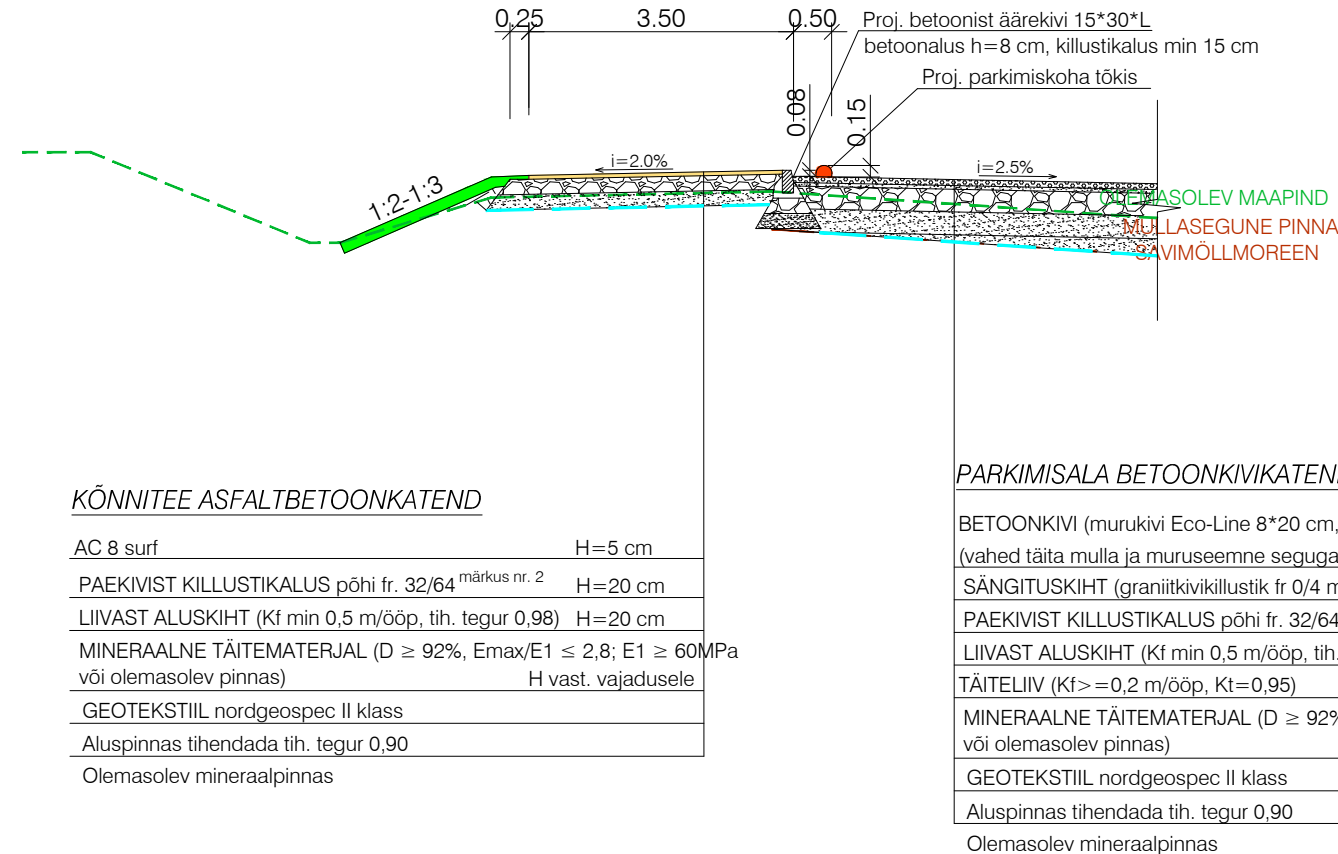 0.25 3.50 0.50
Proj. betoonist äärekivi 15*30*L
betoonalus h=8 cm, killustikalus min 15 cm
Proj. parkimiskoha tõkis
0.08
0.15
i=2.0%
i=2.5%
1:2-1:3
OLEMASOLEV MAAPIND
MULLASEGUNE PINNA
SAVIMÖLLMOREEN
KÕNNITEE ASFALTBETOONKATEND
AC 8 surf H=5 cm
PAEKIVIST KILLUSTIKALUS põhi fr. 32/64 märkus nr. 2 H=20 cm
LIIVAST ALUSKIHT (Kf min 0,5 m/ööp, tih. tegur 0,98) H=20 cm
MINERAALNE TÄITEMATERJAL (D ≥ 92%, Emax/E1 ≤ 2,8; E1 ≥ 60MPa
või olemasolev pinnas) H vast. vajadusele
GEOTEKSTIIL nordgeospec II klass
Aluspinnas tihendada tih. tegur 0,90
Olemasolev mineraalpinnas
PARKIMISALA BETOONKIVIKATEN
BETOONKIVI (murukivi Eco-Line 8*20 cm,
(vahed täita mulla ja muruseemne seguga
SÄNGITUSKIHT (graniitkivikillustik fr 0/4 m
PAEKIVIST KILLUSTIKALUS põhi fr. 32/64
LIIVAST ALUSKIHT (Kf min 0,5 m/ööp, tih.
TÄITELIIV (Kf>=0,2 m/ööp, Kt=0,95)
MINERAALNE TÄITEMATERJAL (D ≥ 92%
või olemasolev pinnas)
GEOTEKSTIIL nordgeospec II klass
Aluspinnas tihendada tih. tegur 0,90
Olemasolev mineraalpinnas